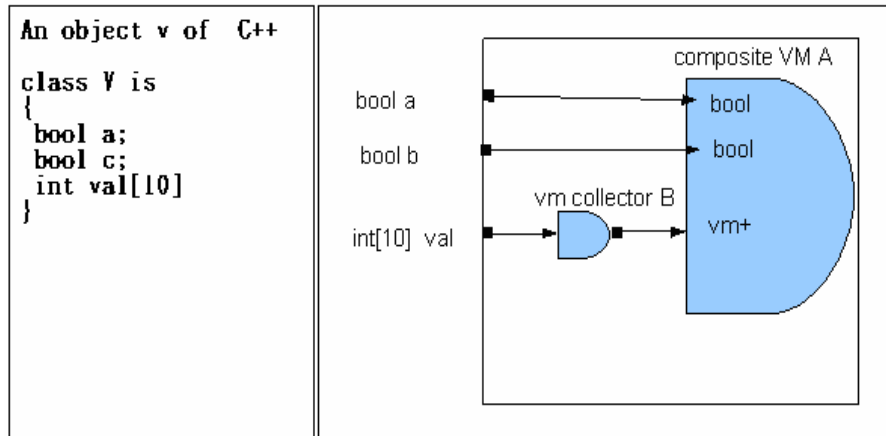 An object v of C++
class V is
{
bool a;
bool c;
int val[10]
}
composite VM A
bool a
bool
bool b
bool
vm collector B
int[10] val
vm+